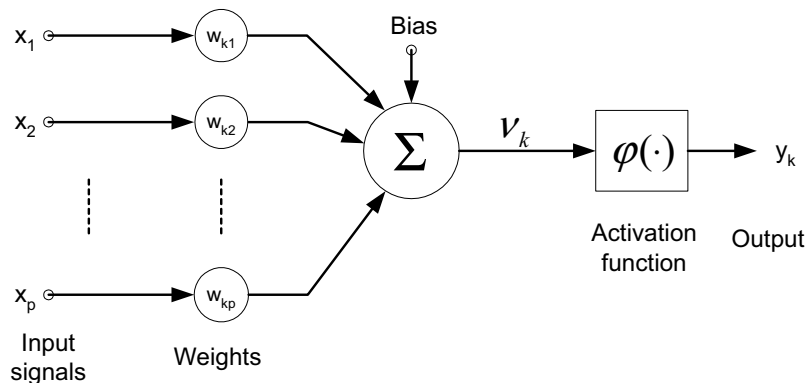 x1
wk1
Bias
x2
wk2
Σ
νk
φ(·)
yk
Activation
function
Output
xp
wkp
Input
signals
Weights